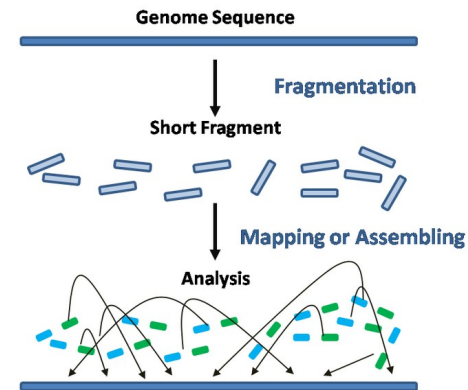 Genome Sequence
Fragmentation
Short Fragment
Mapping or Assembling
Analysis